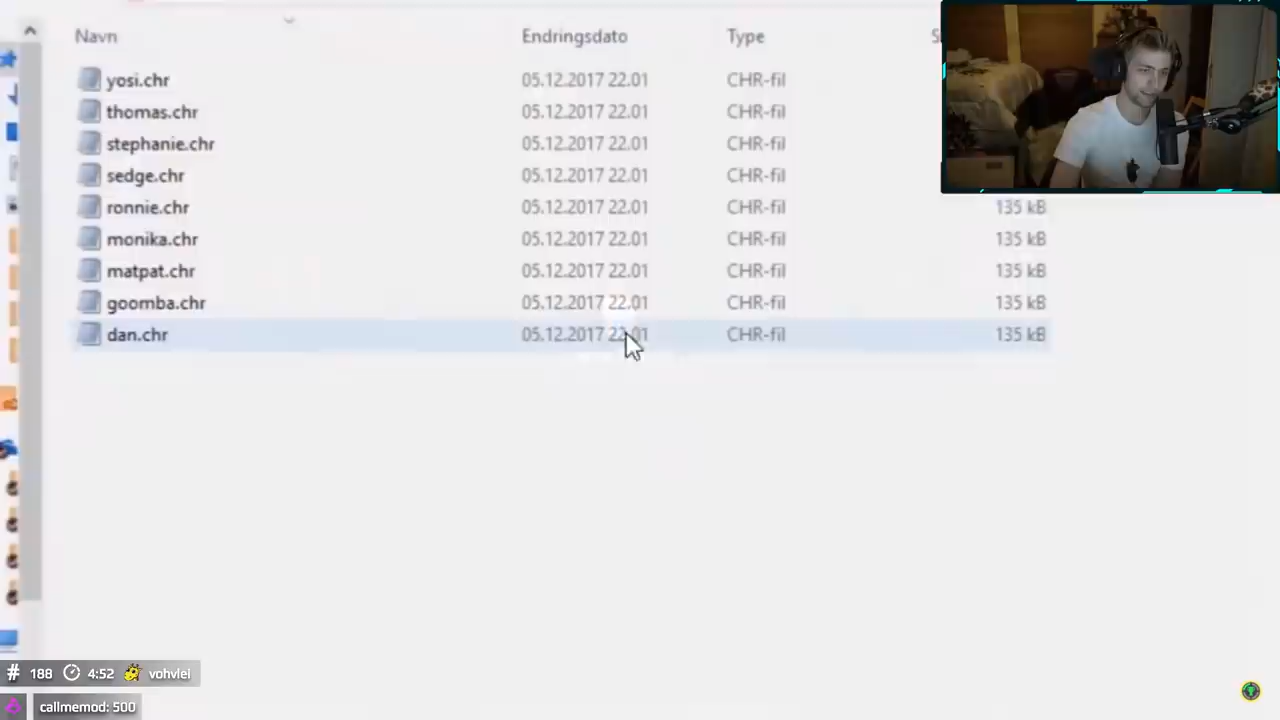 Navn Endringsdato Type
yosi.chr 05.12.2017 22.01 CHR-fil
thomas.chr 05.12.2017 22.01 CHR-fil
stephanie.chr 05.12.2017 22.01 CHR-fil
sedge.chr 05.12.2017 22.01 CHR-fil
ronnie.chr 05.12.2017 22.01 CHR-fil 135 kB
monika.chr 05.12.2017 22.01 CHR-fil 135 kB
matpat.chr 05.12.2017 22.01 CHR-fil 135 kB
goomba.chr 05.12.2017 22.01 CHR-fil 135 kB
dan.chr 05.12.2017 22.01 CHR-fil 135 kB
# 188 4:52 vohvlei
callmemod: 500